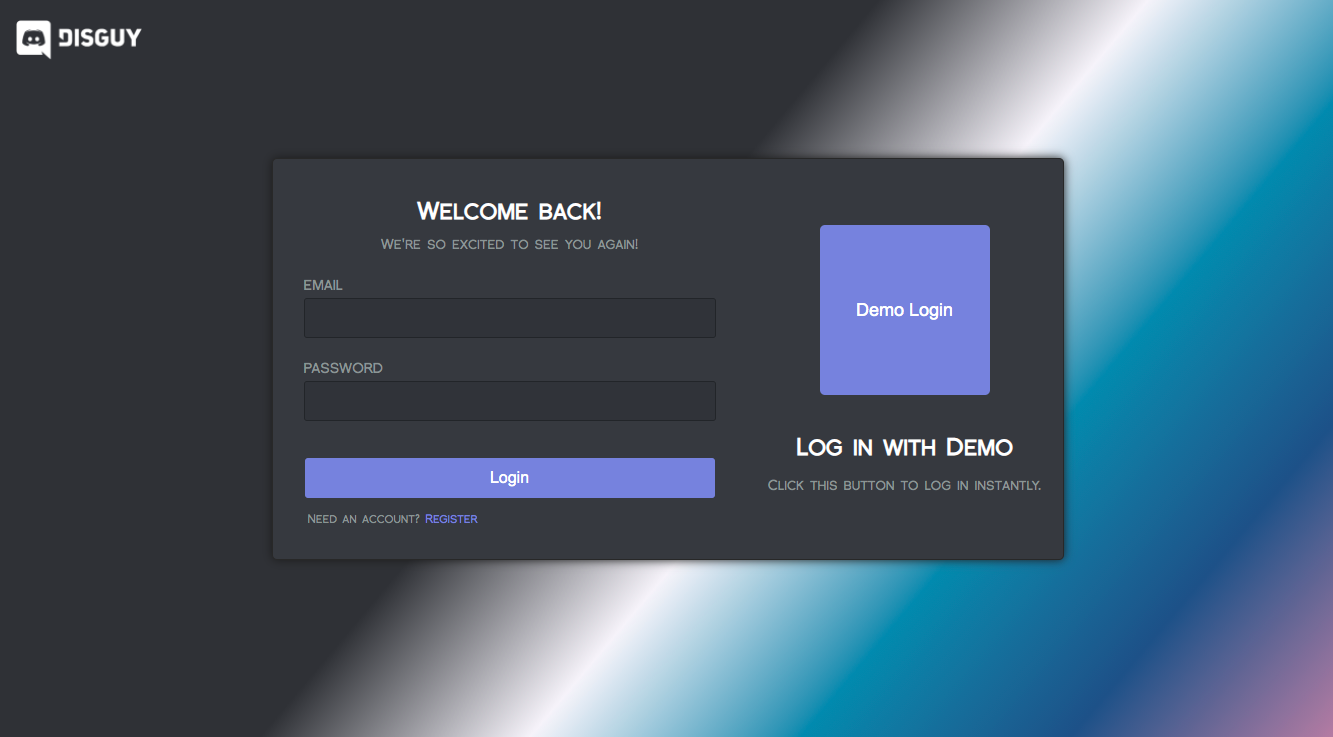 DISGUY
Welcome back!
We're so excited to see you again!
EMAIL
PASSWORD
Login
Need an account? Register
Demo Login
Log in with Demo
Click this button to log in instantly.